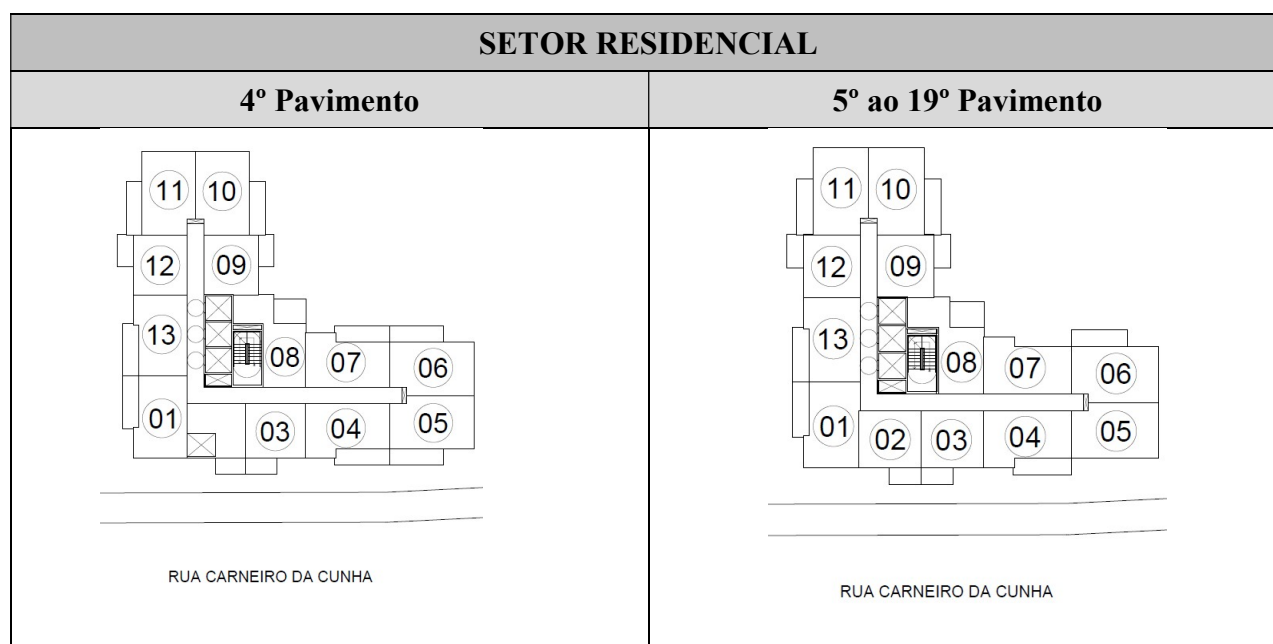 SETOR RESIDENCIAL
4º Pavimento
5º ao 19º Pavimento
11 10
12 09
13
08 07 06
01 03 04 05
RUA CARNEIRO DA CUNHA
11 10
12 09
13
08 07 06
01 02 03 04 05
RUA CARNEIRO DA CUNHA